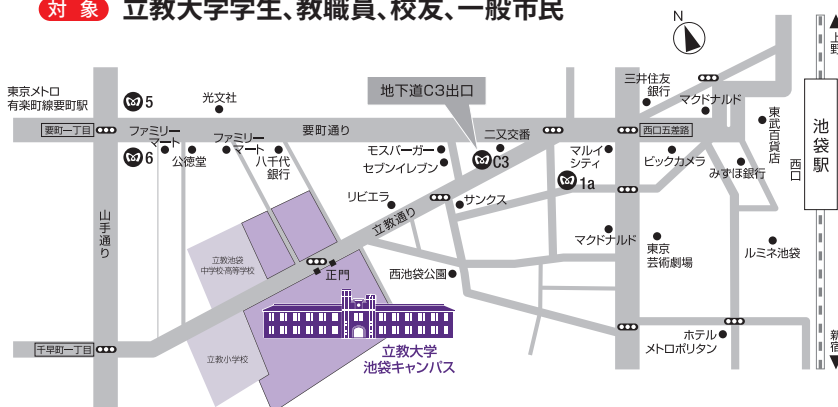 対象 立教大学学生、教職員、校友、一般市民
N
上野
東京メトロ
有楽町線要町駅
5
光文社
地下道C3出口
三井住友
銀行
マクドナルド
東武百貨店
池袋駅
西口
要町一丁目
ファミリー
マート
ファミリー
マート
要町通り
二又交番
西口五差路
6
公徳堂
八千代
銀行
モスバーガー
セブンイレブン
C3
マルイ
シティ
ビックカメラ
みずほ銀行
1a
山手通り
リビエラ
立教通り
サンクス
マクドナルド
東京
芸術劇場
ルミネ池袋
立教池袋
中学校・高等学校
正門
西池袋公園
千早町一丁目
立教小学校
立教大学
池袋キャンパス
ホテル
メトロポリタン
新宿